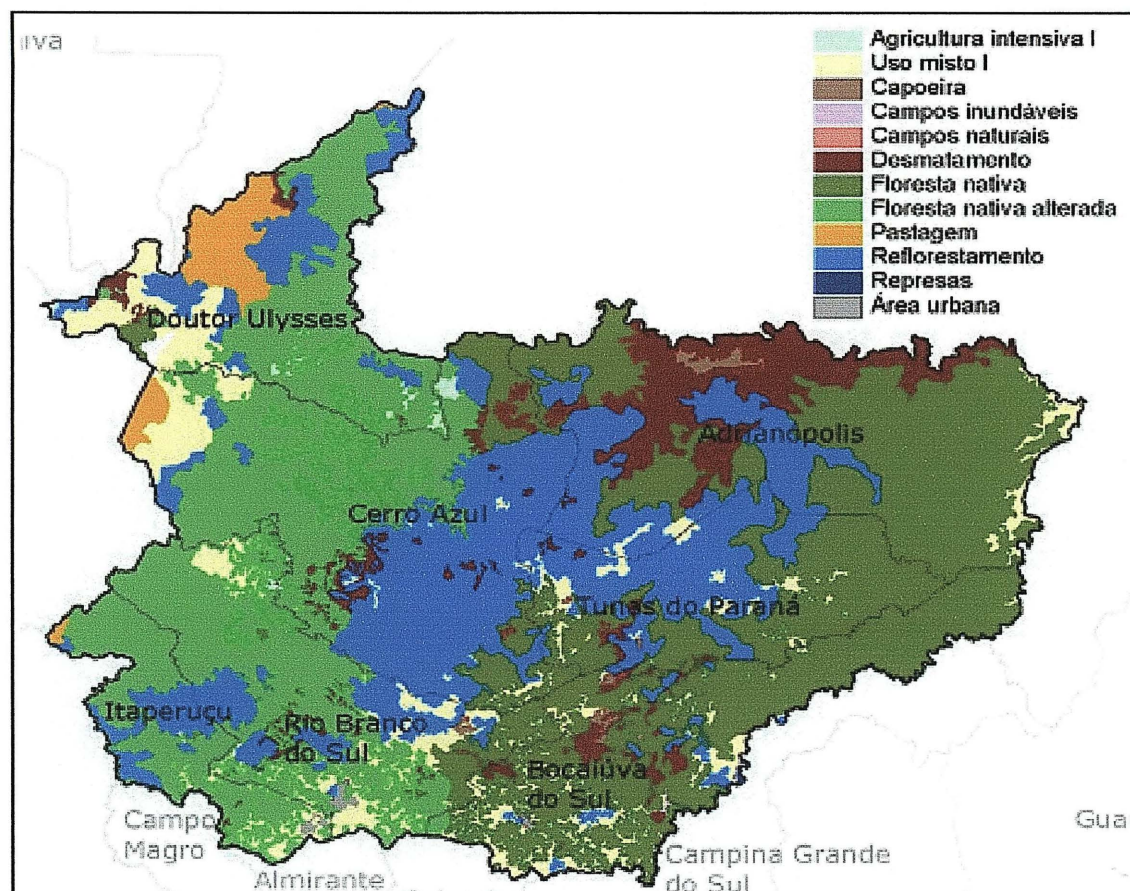 iva
Agricultura intensiva I
Uso misto I
Capoeira
Campos inundáveis
Campos naturais
Desmatamento
Floresta nativa
Floresta nativa alterada
Pastagem
Reflorestamento
Represas
Área urbana
Doutor Ulysses
Adrianópolis
Cerro Azul
Tunas do Paraná
Itaperuçu
Rio Branco
do Sul
Bocaiúva
do Sul
Campo
Magro
Almirante
Campina Grande
do Sul
Gua